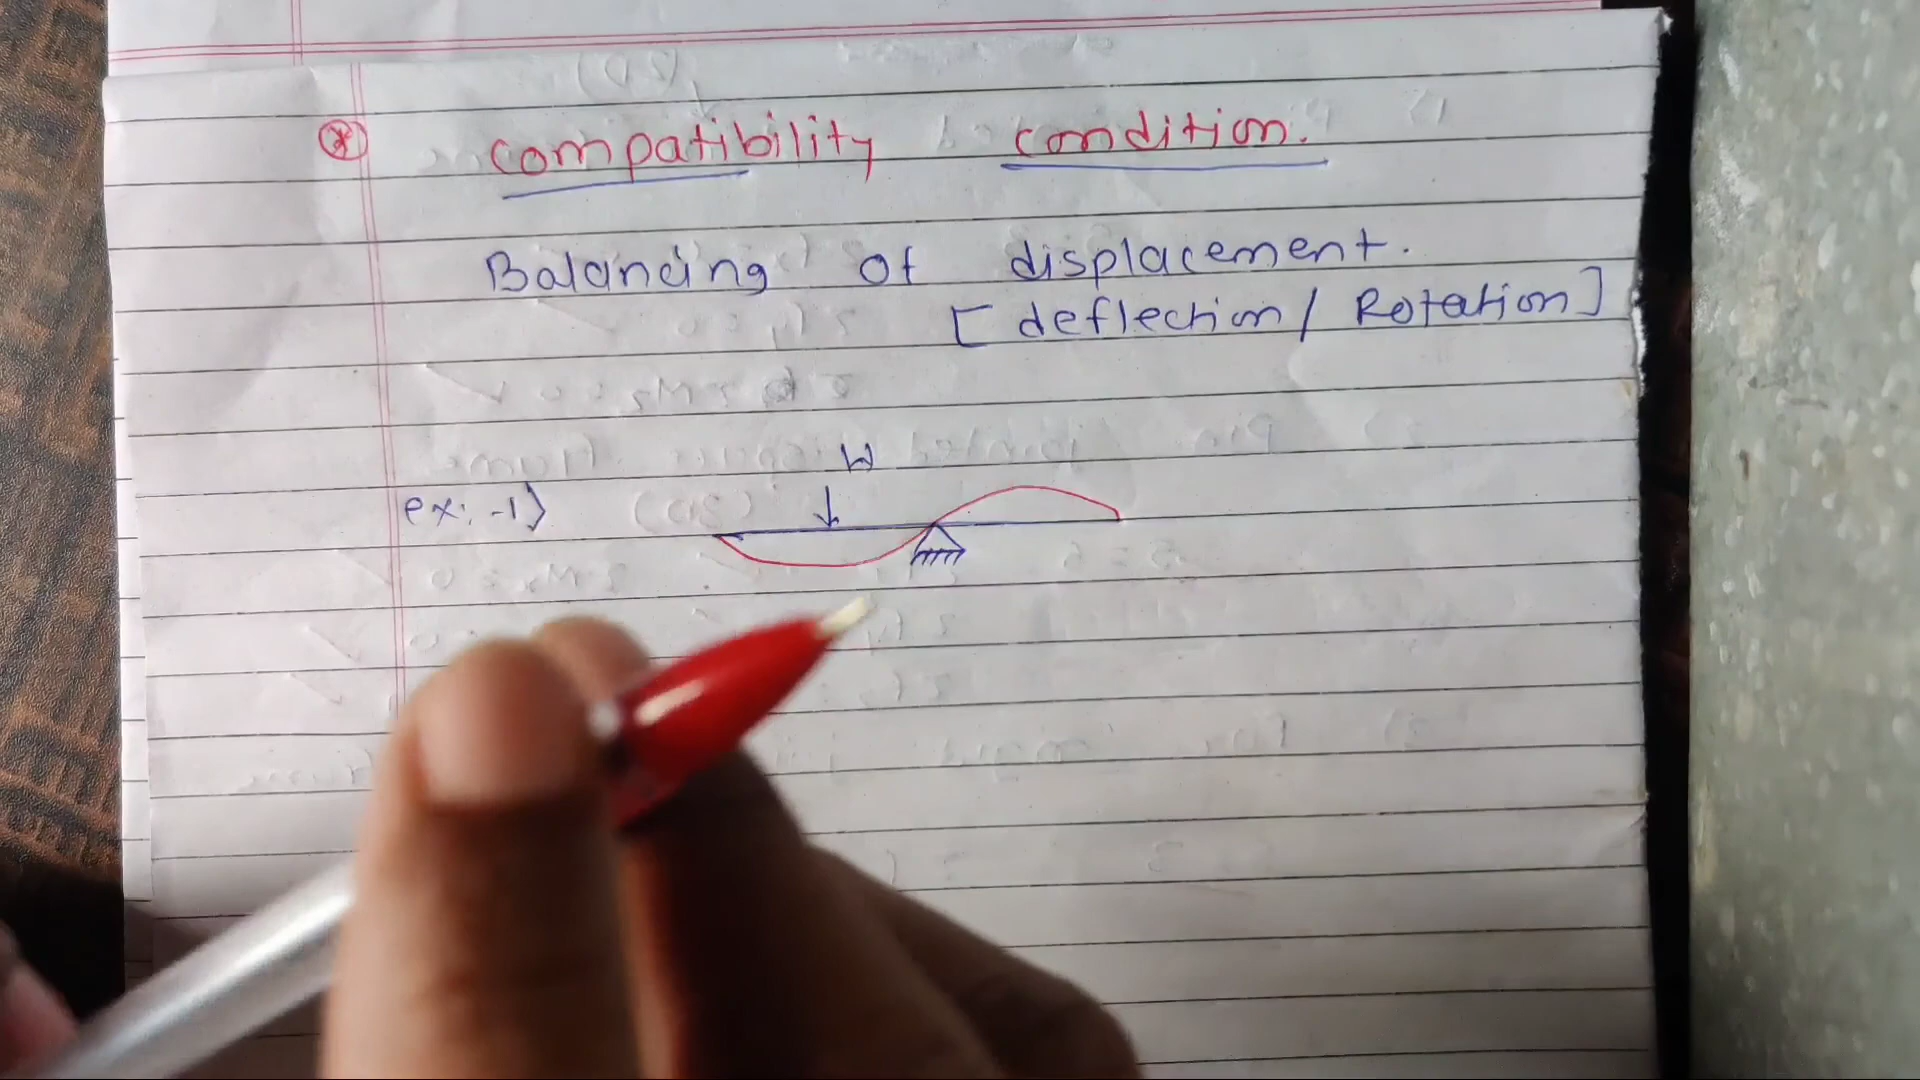 * compatibility condition.
Balancing of displacement.
[ deflection / Rotation ]
W
ex: -1)